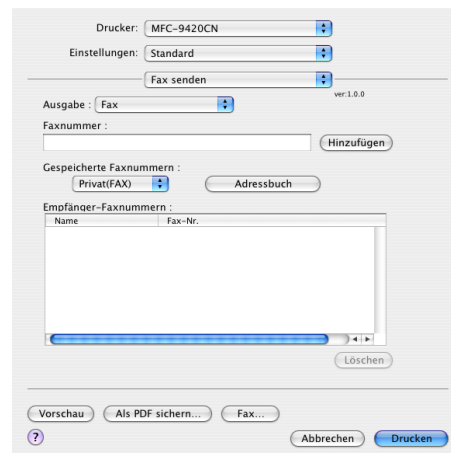 Drucker: MFC-9420CN
Einstellungen: Standard
Fax senden
ver:1.0.0
Ausgabe : Fax
Faxnummer :
Hinzufügen
Gespeicherte Faxnummern :
Privat(FAX) Adressbuch
Empfänger-Faxnummern :
Name Fax-Nr.
Löschen
Vorschau Als PDF sichern... Fax...
? Abbrechen Drucken